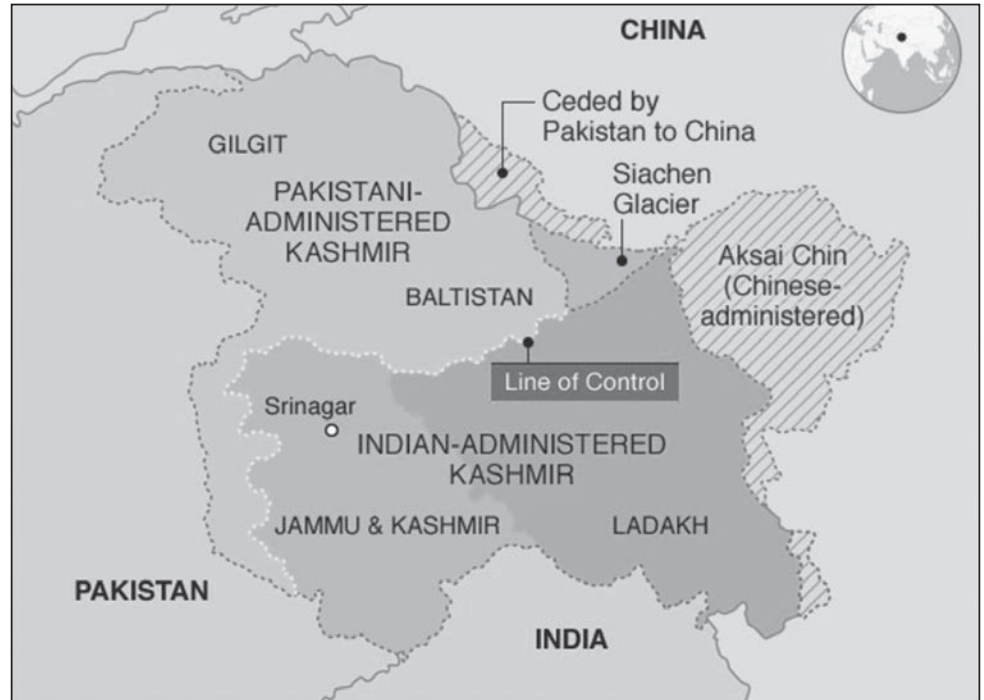 CHINA
Ceded by
Pakistan to China
GILGIT
Siachen
Glacier
PAKISTANI-
ADMINISTERED
KASHMIR
Aksai Chin
(Chinese-
administered)
BALTISTAN
Line of Control
Srinagar
INDIAN-ADMINISTERED
KASHMIR
JAMMU & KASHMIR
LADAKH
PAKISTAN
INDIA